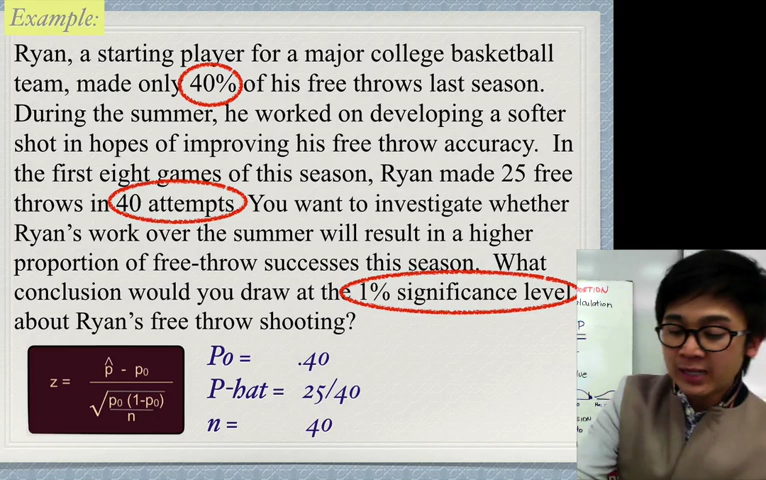 Example:
Ryan, a starting player for a major college basketball
team, made only 40% of his free throws last season.
During the summer, he worked on developing a softer
shot in hopes of improving his free throw accuracy. In
the first eight games of this season, Ryan made 25 free
throws in 40 attempts. You want to investigate whether
Ryan's work over the summer will result in a higher
proportion of free-throw successes this season. What
conclusion would you draw at the 1% significance level
about Ryan's free throw shooting?
z = p̂ - p₀
√ p₀ (1-p₀)
n
P₀ = .40
P-hat = 25/40
n = 40